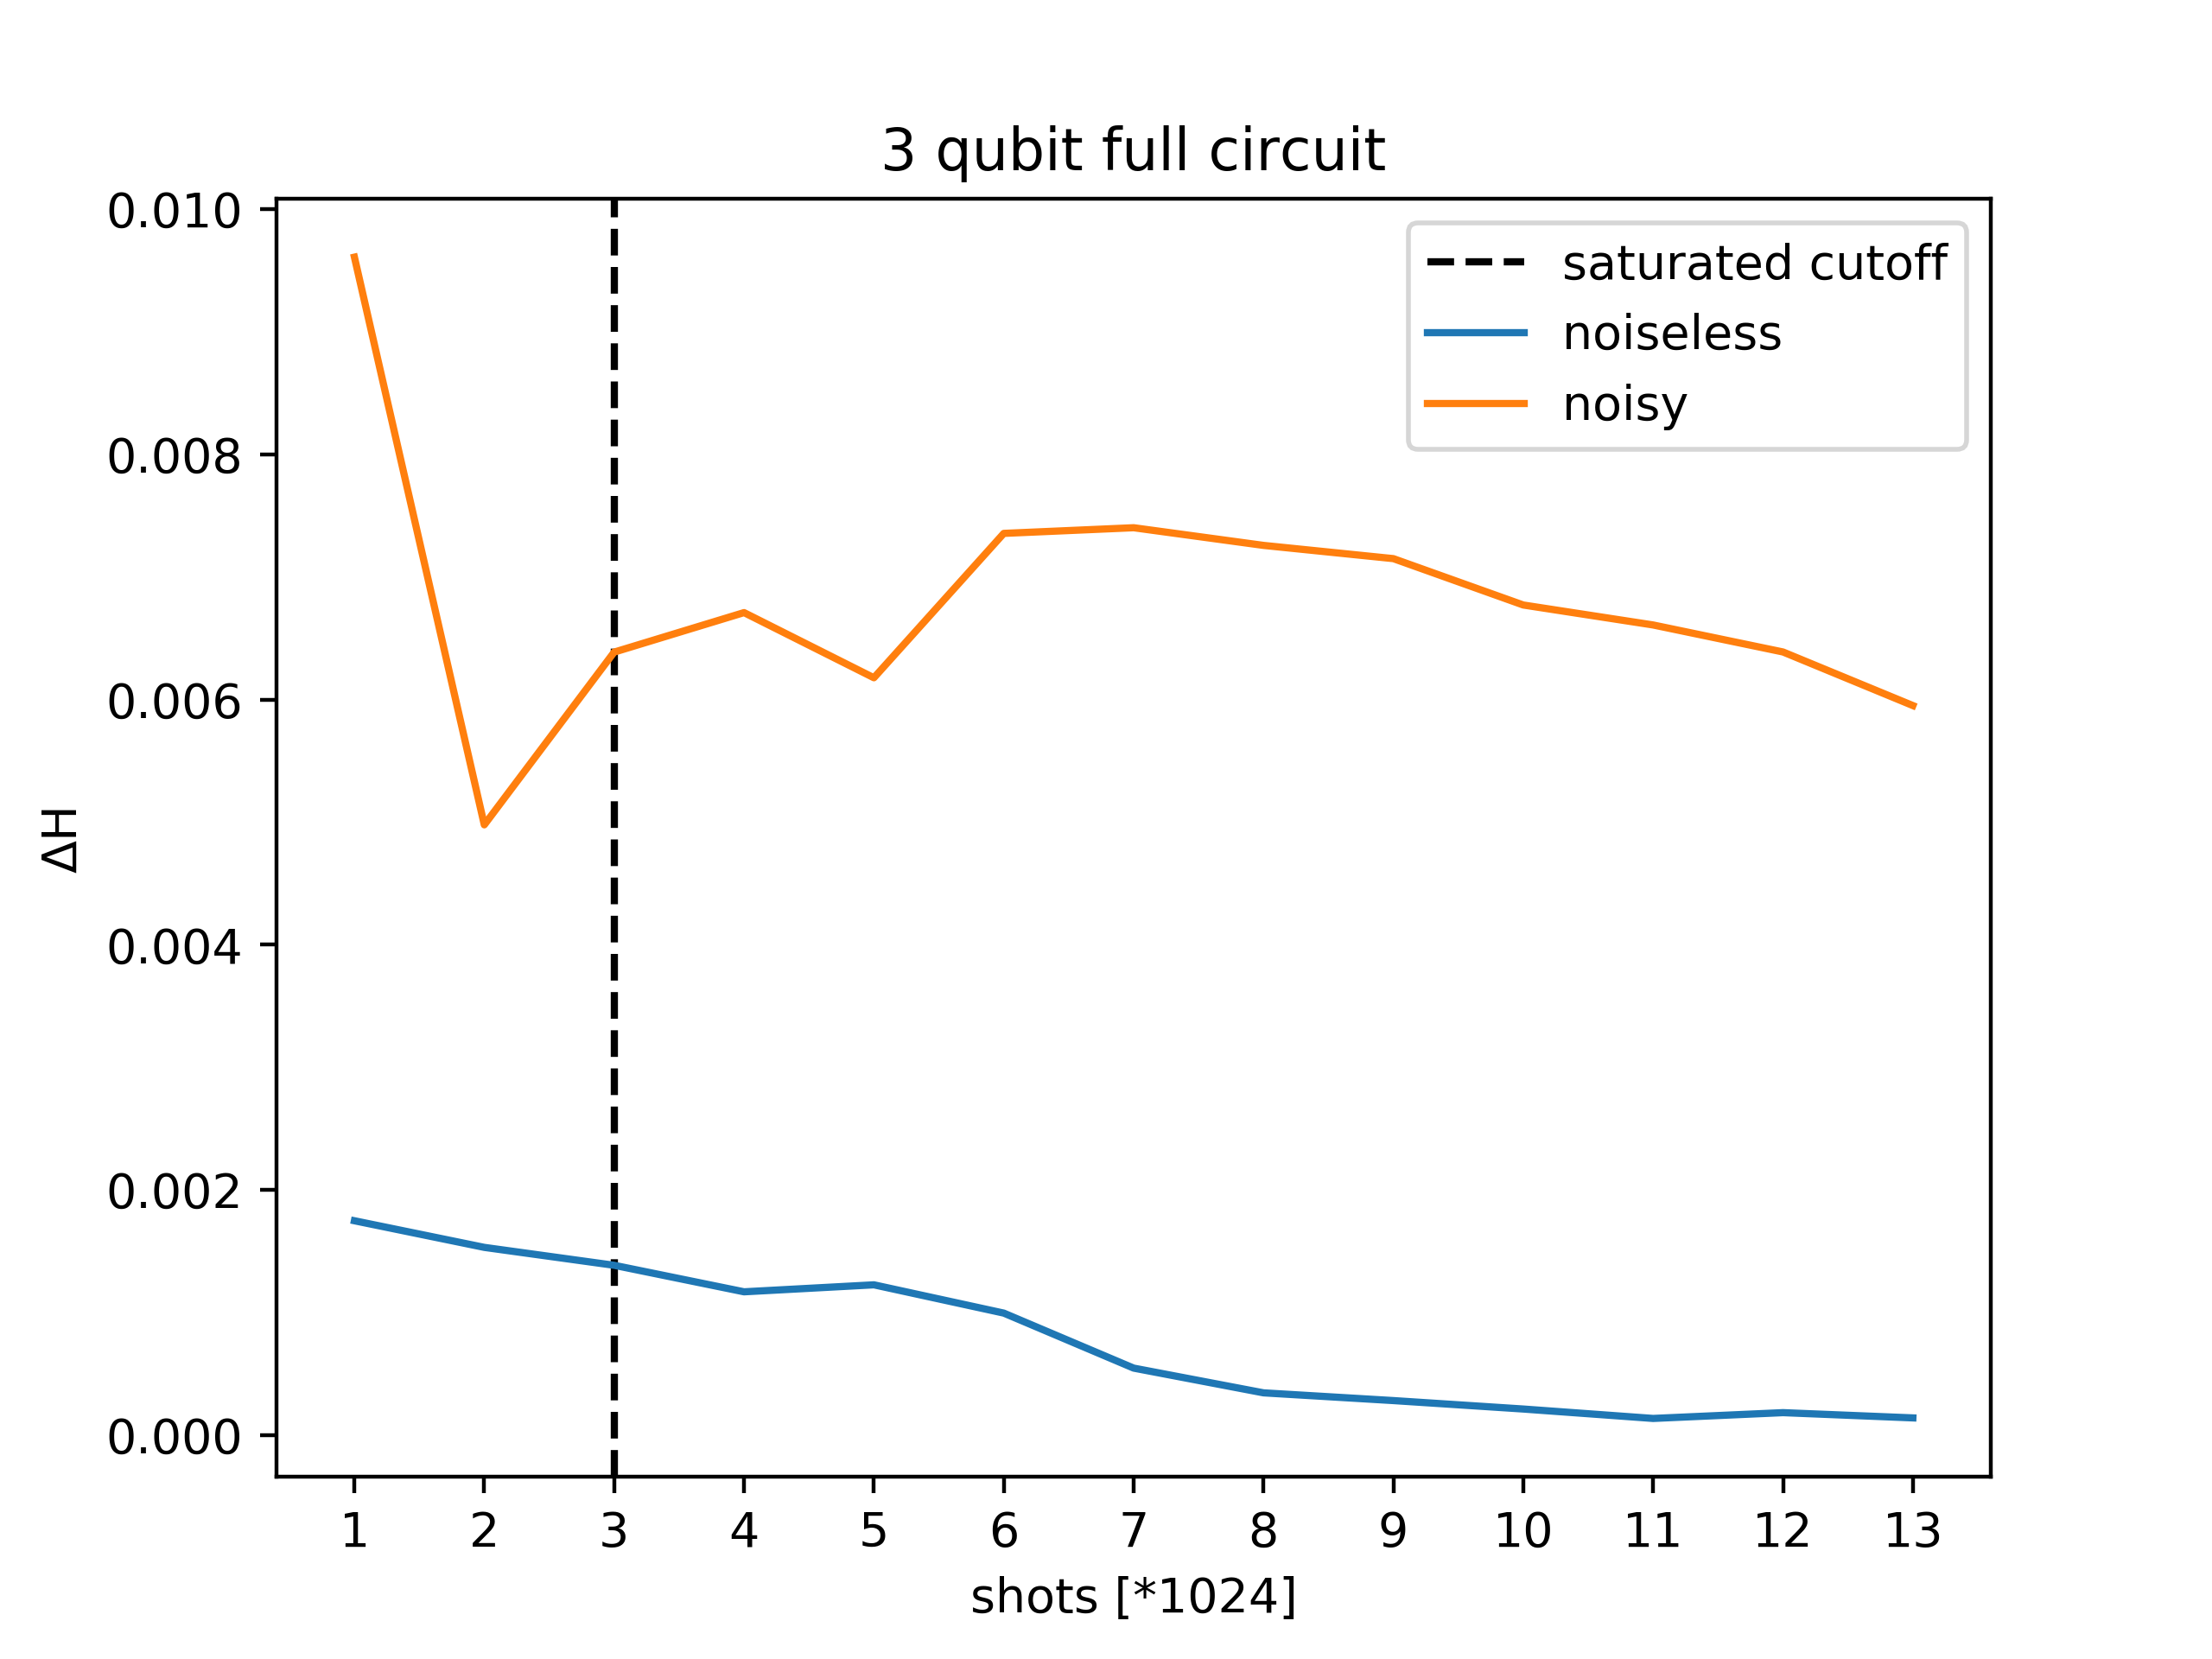 3 qubit full circuit
0.010
0.008
0.006
0.004
0.002
0.000
ΔH
saturated cutoff
noiseless
noisy
1 2 3 4 5 6 7 8 9 10 11 12 13
shots [*1024]